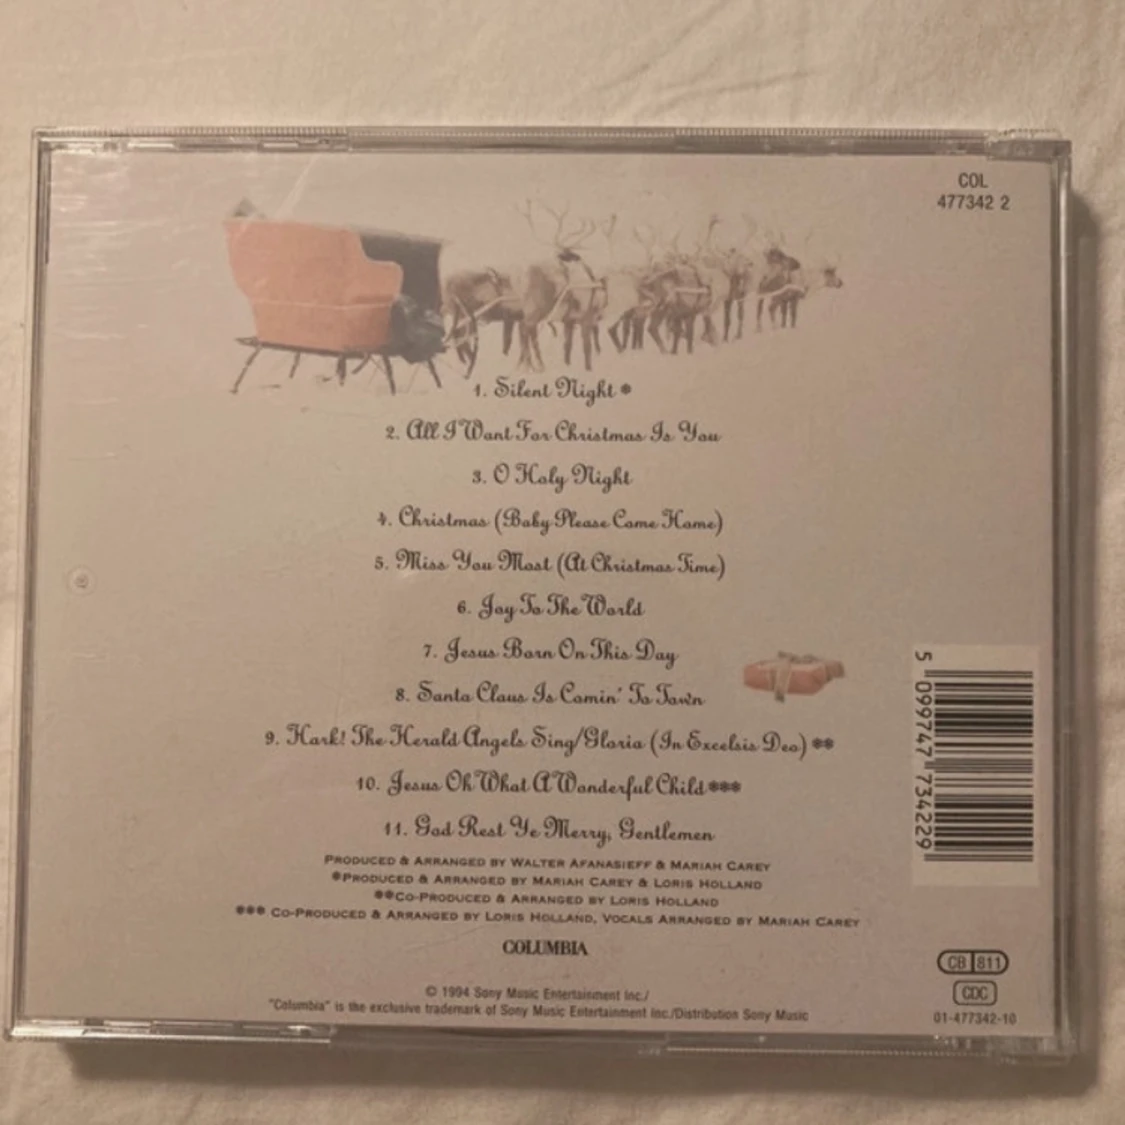 COL
477342 2
1. Silent Night *
2. All I Want For Christmas Is You
3. O Holy Night
4. Christmas (Baby Please Come Home)
5. Miss You Most (At Christmas Time)
6. Joy To The World
7. Jesus Born On This Day
8. Santa Claus Is Comin' To Town
9. Hark! The Herald Angels Sing/Gloria (In Excelsis Deo) **
10. Jesus Oh What A Wonderful Child ***
11. God Rest Ye Merry, Gentlemen
PRODUCED & ARRANGED BY WALTER AFANASIEFF & MARIAH CAREY
*PRODUCED & ARRANGED BY MARIAH CAREY & LORIS HOLLAND
**CO-PRODUCED & ARRANGED BY LORIS HOLLAND
*** CO-PRODUCED & ARRANGED BY LORIS HOLLAND, VOCALS ARRANGED BY MARIAH CAREY
COLUMBIA
© 1994 Sony Music Entertainment Inc./
"Columbia" is the exclusive trademark of Sony Music Entertainment Inc./Distribution Sony Music
5 099747 734229
CB 811
CDC
01-477342-10